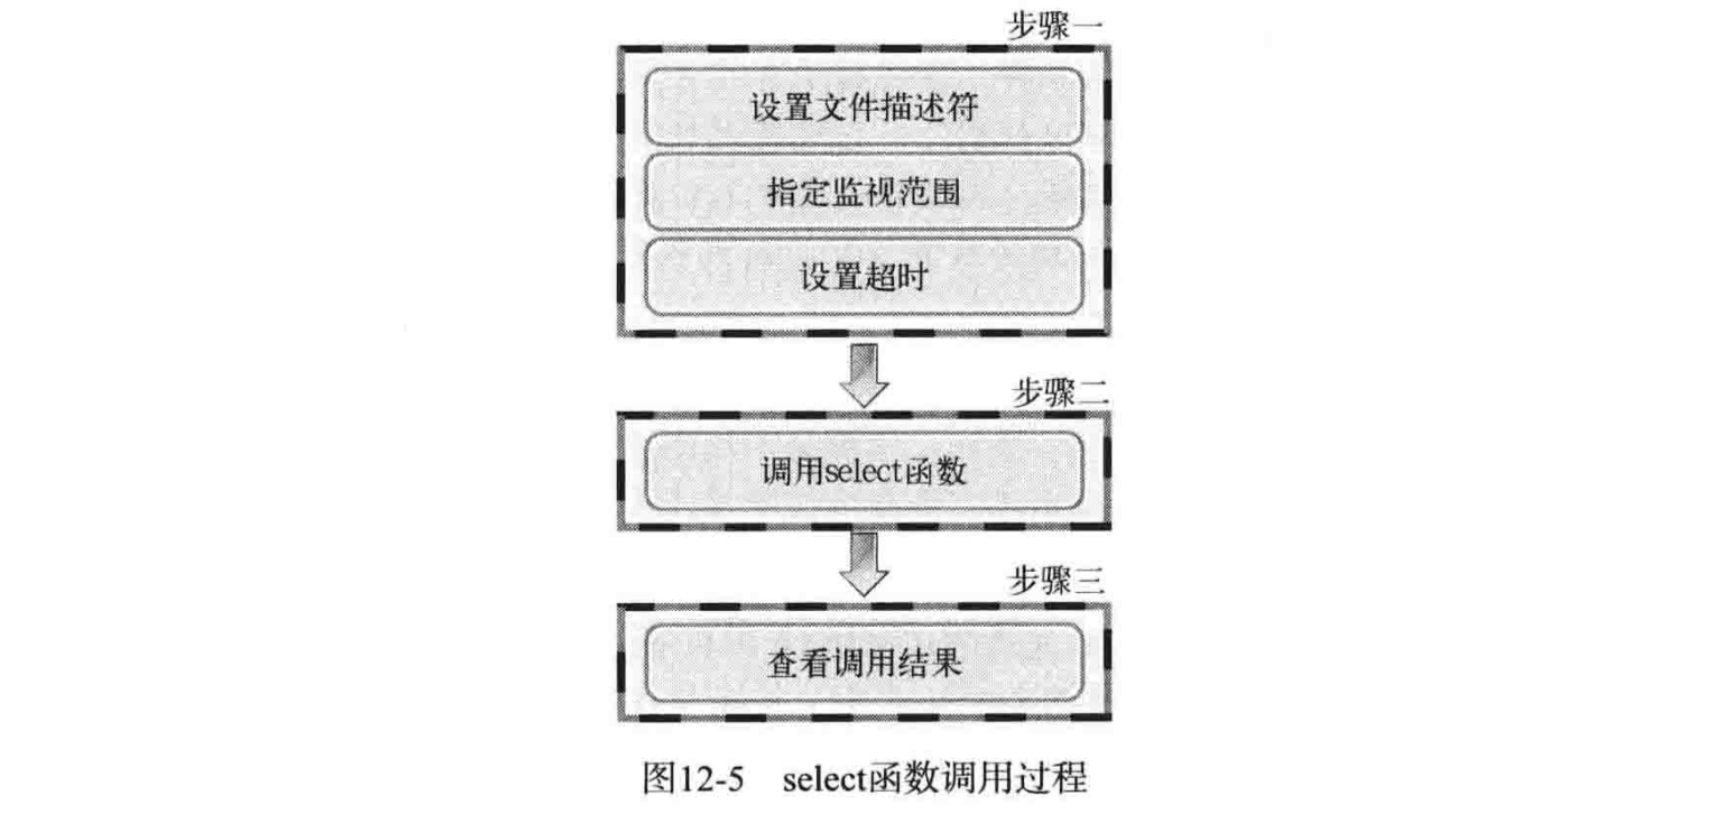 步骤一
设置文件描述符
指定监视范围
设置超时
步骤二
调用select函数
步骤三
查看调用结果
图12-5 select函数调用过程